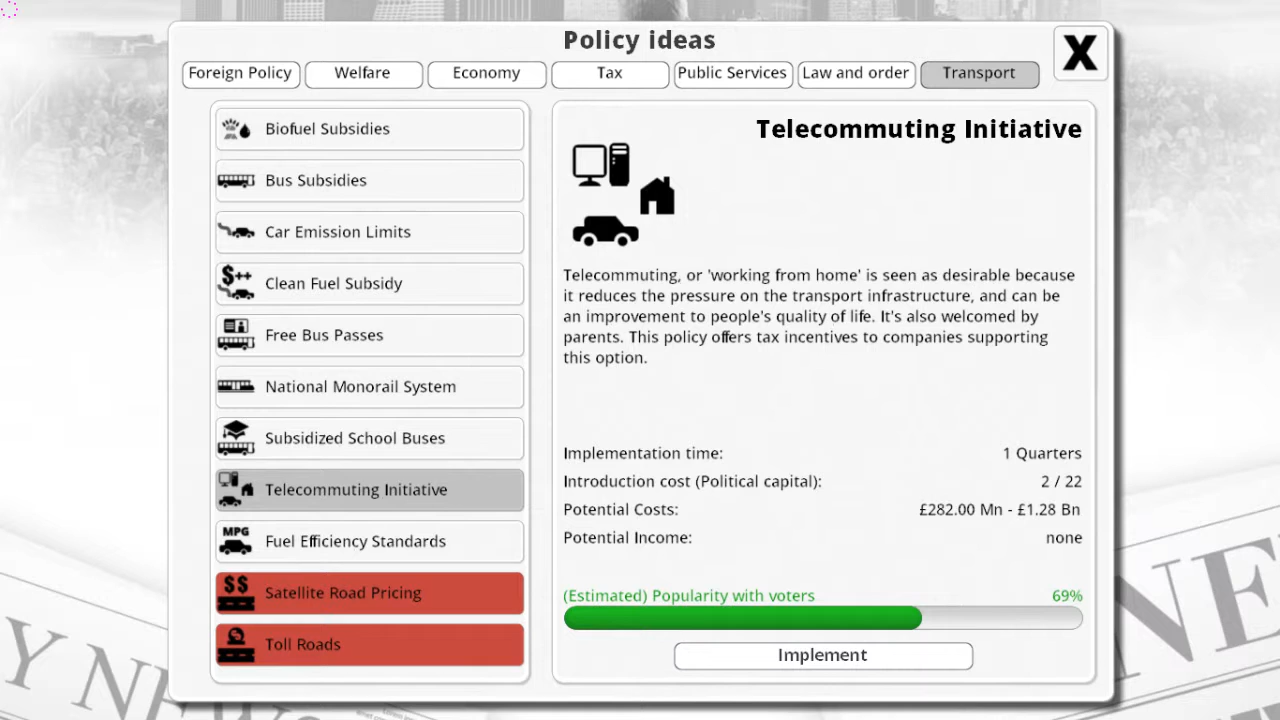 Policy ideas
X
Foreign Policy
Welfare
Economy
Tax
Public Services
Law and order
Transport
Biofuel Subsidies
Bus Subsidies
Car Emission Limits
$++
Clean Fuel Subsidy
Free Bus Passes
National Monorail System
Subsidized School Buses
Telecommuting Initiative
MPG
Fuel Efficiency Standards
$$
Satellite Road Pricing
Toll Roads
Telecommuting Initiative
Telecommuting, or 'working from home' is seen as desirable because
it reduces the pressure on the transport infrastructure, and can be
an improvement to people's quality of life. It's also welcomed by
parents. This policy offers tax incentives to companies supporting
this option.
Implementation time: 1 Quarters
Introduction cost (Political capital): 2 / 22
Potential Costs: £282.00 Mn - £1.28 Bn
Potential Income: none
(Estimated) Popularity with voters 69%
Implement